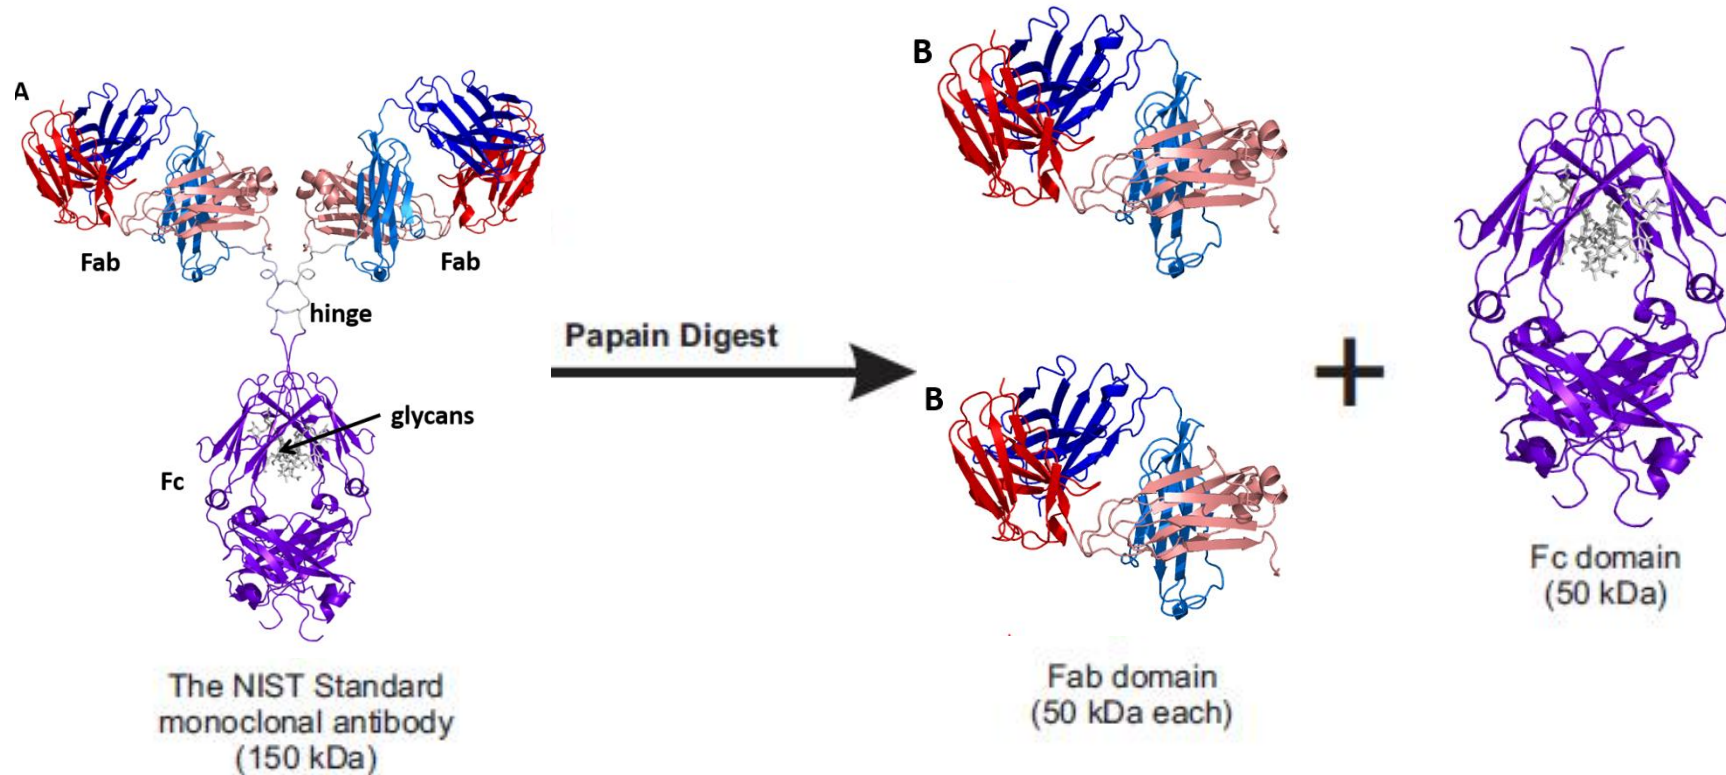 A
Fab
Fab
hinge
glycans
Fc
The NIST Standard
monoclonal antibody
(150 kDa)
Papain Digest
B
B
Fab domain
(50 kDa each)
+
Fc domain
(50 kDa)